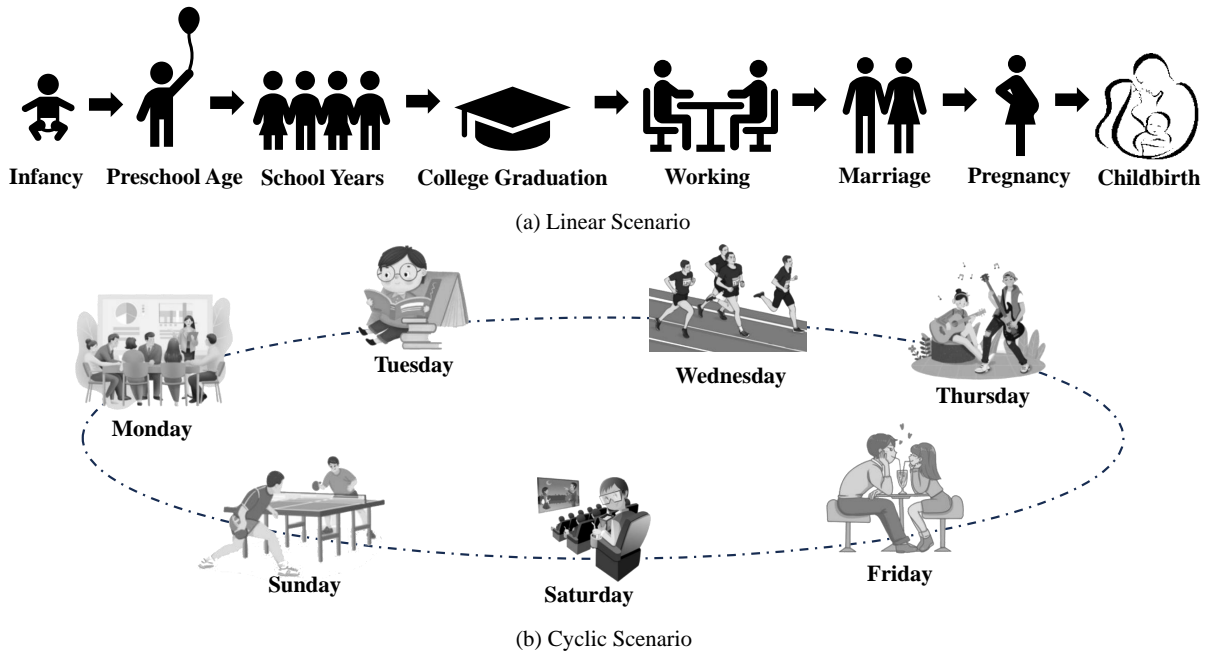 Infancy Preschool Age School Years College Graduation Working Marriage Pregnancy Childbirth
(a) Linear Scenario
Tuesday
Wednesday
Thursday
Monday
Friday
Sunday
Saturday
(b) Cyclic Scenario